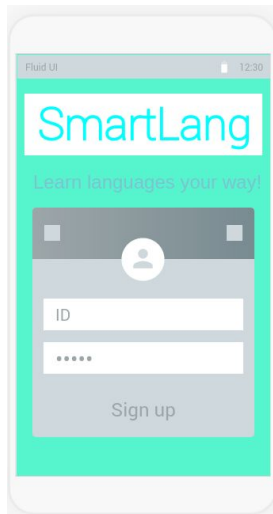 Fluid UI 12:30
SmartLang
Learn languages your way!
ID
•••••
Sign up